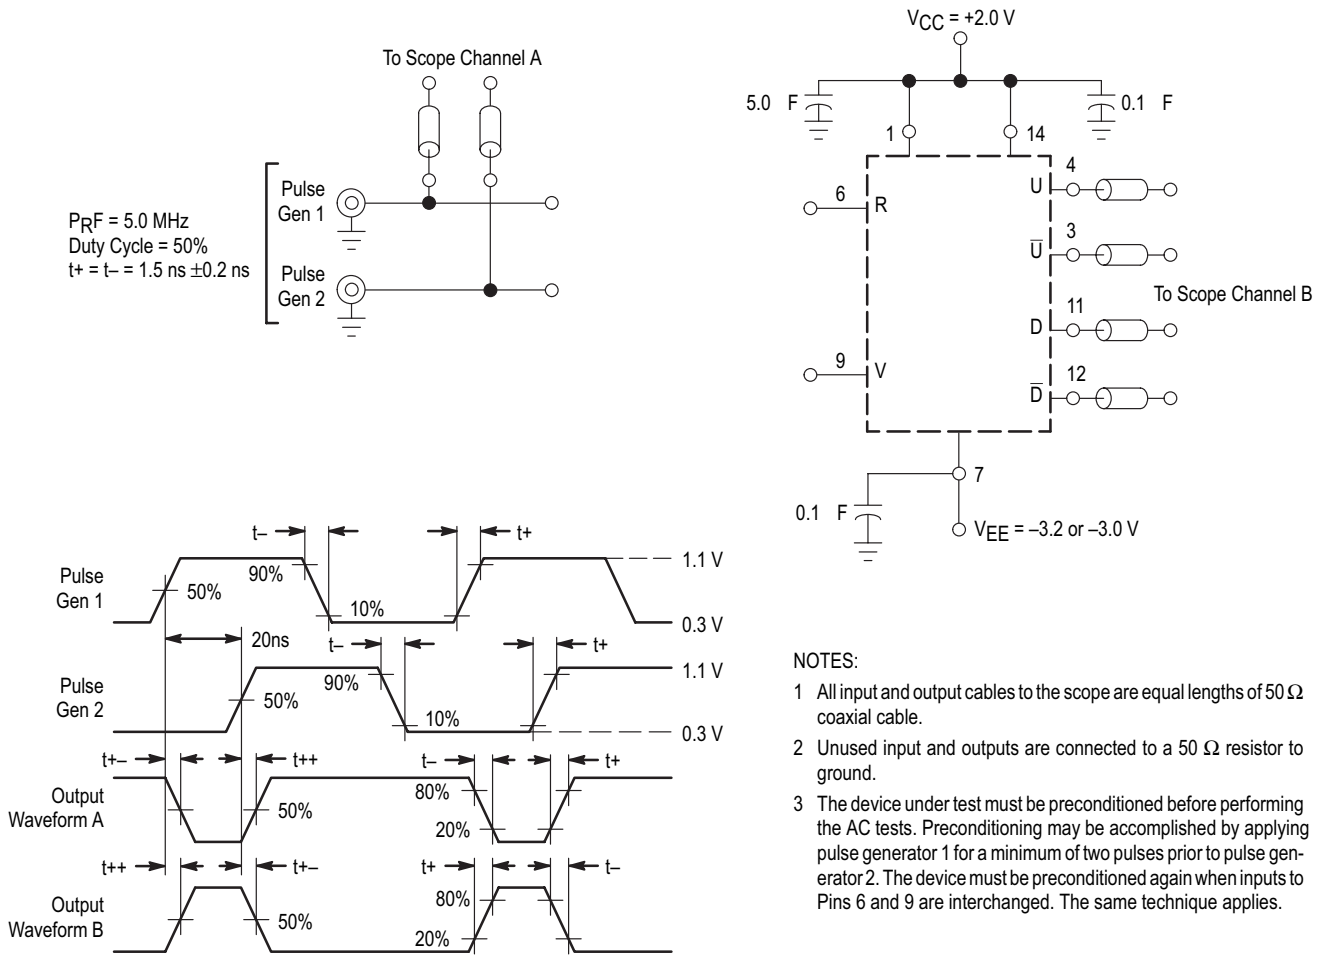 To Scope Channel A
PRF = 5.0 MHz
Duty Cycle = 50%
t+ = t– = 1.5 ns ±0.2 ns
Pulse
Gen 1
Pulse
Gen 2
VCC = +2.0 V
5.0 F
0.1 F
1
14
6
R
9
V
U
4
U̅
3
D
11
D̅
12
To Scope Channel B
7
0.1 F
VEE = –3.2 or –3.0 V
Pulse
Gen 1
50%
t–
90%
10%
t+
1.1 V
0.3 V
20ns
Pulse
Gen 2
50%
t–
90%
10%
t+
1.1 V
0.3 V
Output
Waveform A
t+–
t++
50%
t–
80%
20%
t+
Output
Waveform B
t++
t+–
50%
t+
80%
20%
t–
NOTES:
1 All input and output cables to the scope are equal lengths of 50 Ω
coaxial cable.
2 Unused input and outputs are connected to a 50 Ω resistor to
ground.
3 The device under test must be preconditioned before performing
the AC tests. Preconditioning may be accomplished by applying
pulse generator 1 for a minimum of two pulses prior to pulse gen-
erator 2. The device must be preconditioned again when inputs to
Pins 6 and 9 are interchanged. The same technique applies.